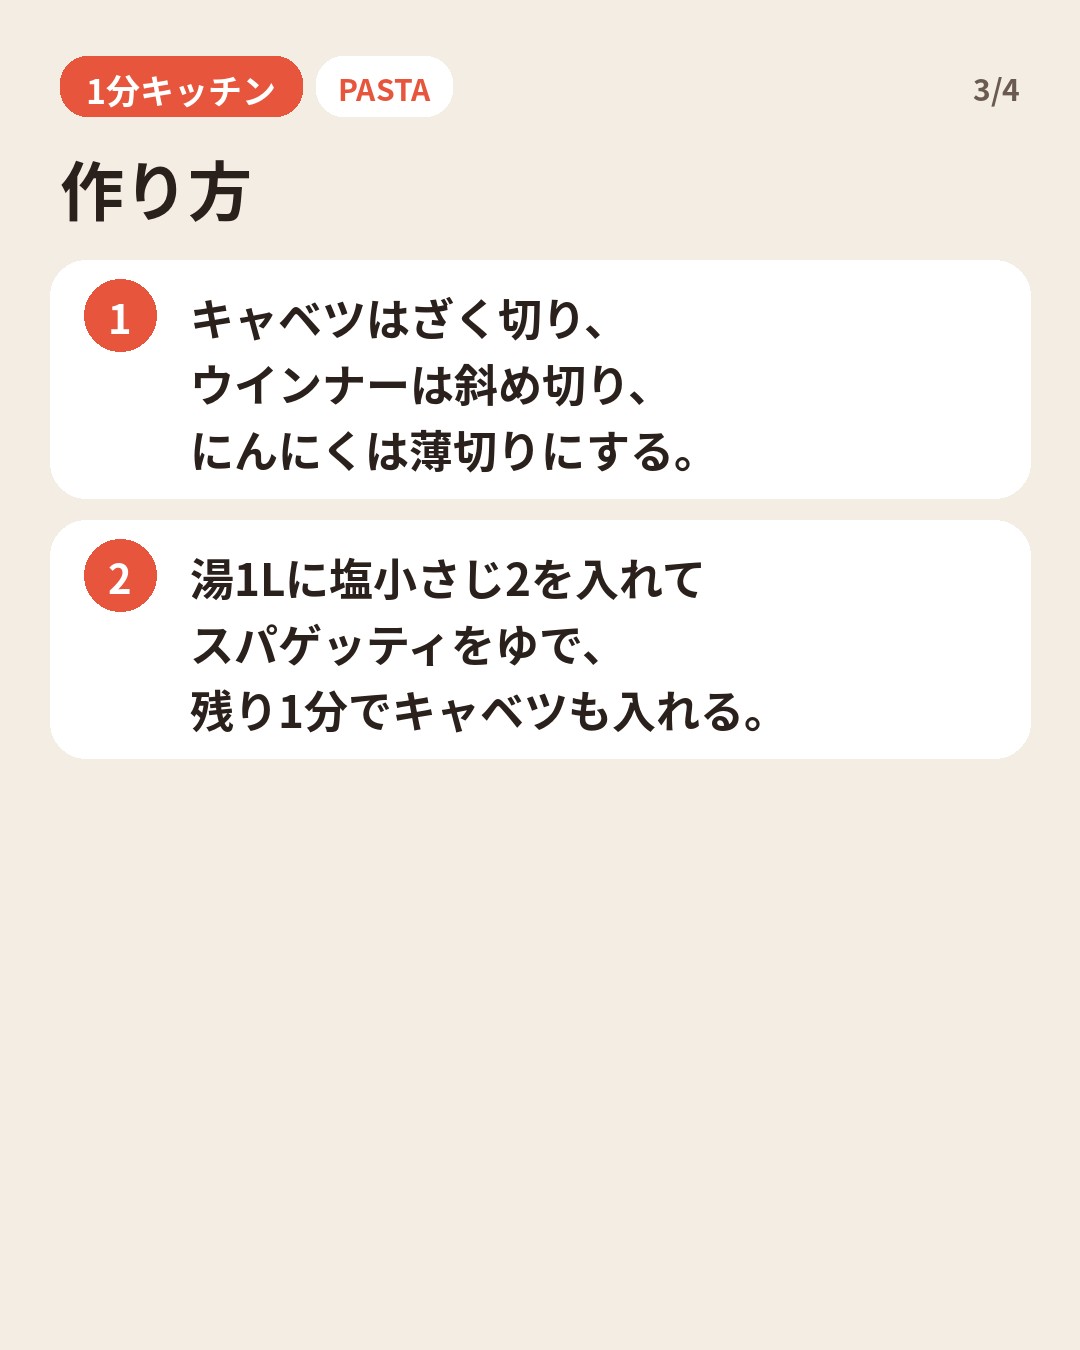 1分キッチン PASTA 3/4
作り方
1 キャベツはざく切り、
ウインナーは斜め切り、
にんにくは薄切りにする。
2 湯1Lに塩小さじ2を入れて
スパゲッティをゆで、
残り1分でキャベツも入れる。